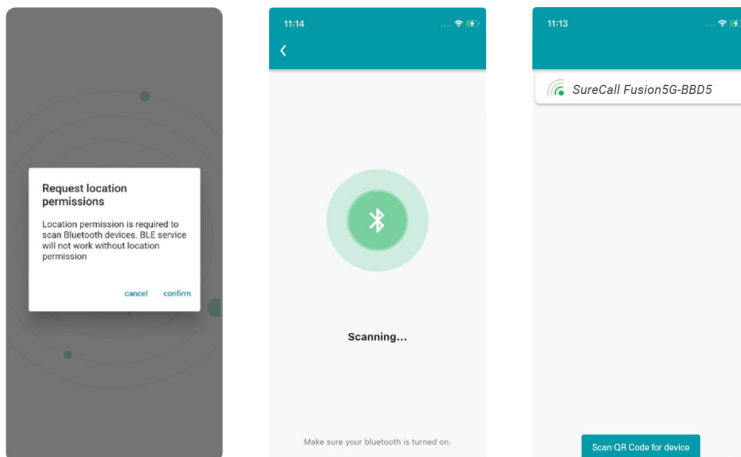 Request location
permissions
Location permission is required to
scan Bluetooth devices. BLE service
will not work without location
permission
cancel confirm
11:14
Scanning...
Make sure your bluetooth is turned on.
11:13
SureCall Fusion5G-BBD5
Scan QR Code for device